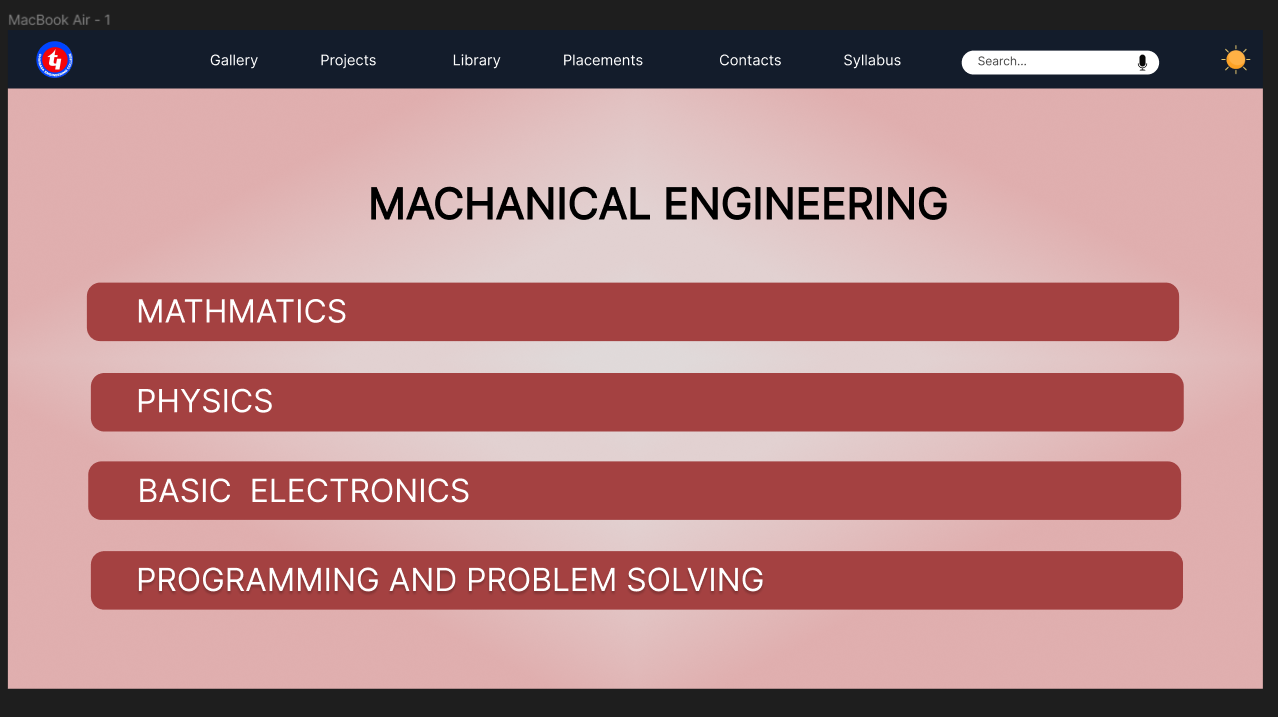 MacBook Air - 1
Gallery Projects Library Placements Contacts Syllabus Search...
MACHANICAL ENGINEERING
MATHMATICS
PHYSICS
BASIC ELECTRONICS
PROGRAMMING AND PROBLEM SOLVING